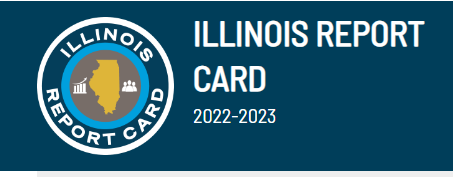 ILLINOIS
REPORT CARD
ILLINOIS REPORT
CARD
2022-2023